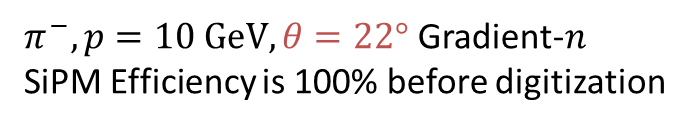 π⁻, p = 10 GeV, θ = 22° Gradient-n
SiPM Efficiency is 100% before digitization